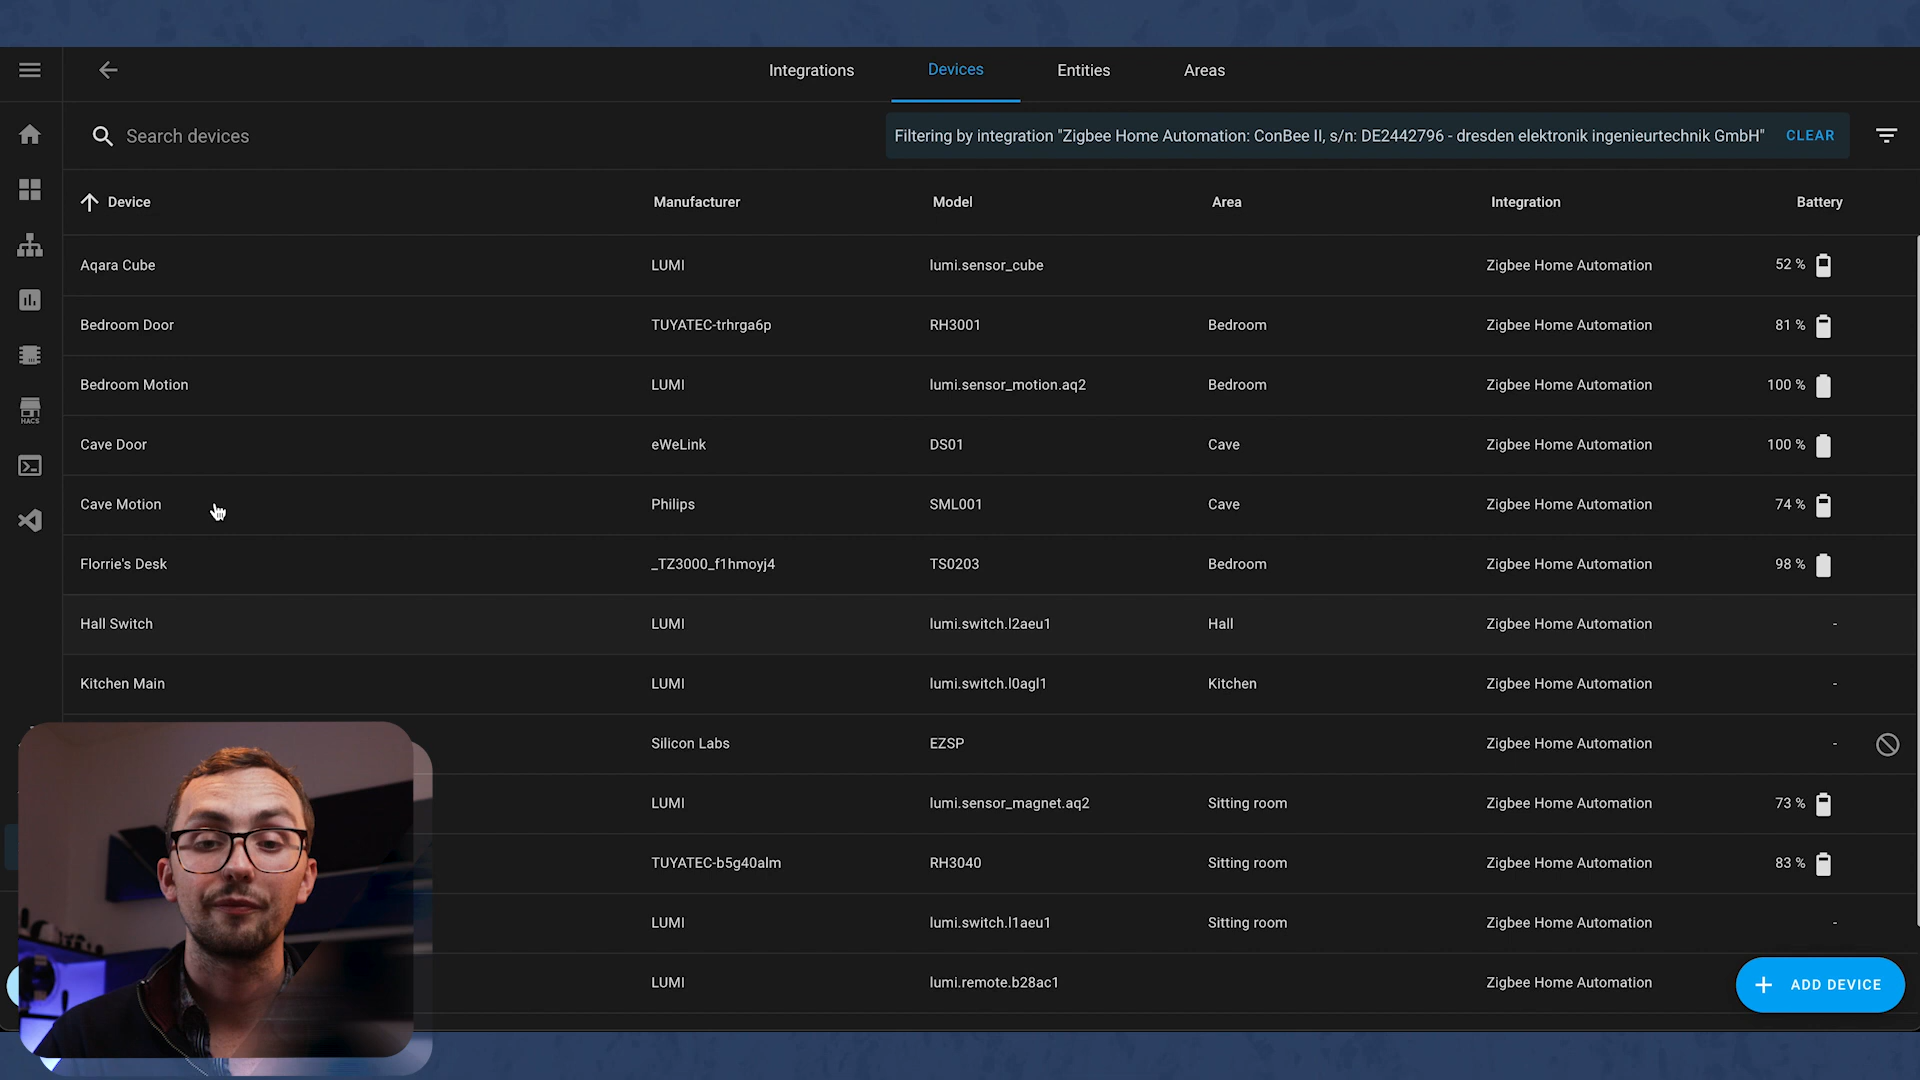 Integrations Devices Entities Areas
Search devices
Filtering by integration "Zigbee Home Automation: ConBee II, s/n: DE2442796 - dresden elektronik ingenieurtechnik GmbH" CLEAR
Device Manufacturer Model Area Integration Battery
Aqara Cube LUMI lumi.sensor_cube Zigbee Home Automation 52 %
Bedroom Door TUYATEC-trhrga6p RH3001 Bedroom Zigbee Home Automation 81 %
Bedroom Motion LUMI lumi.sensor_motion.aq2 Bedroom Zigbee Home Automation 100 %
HACS
Cave Door eWeLink DS01 Cave Zigbee Home Automation 100 %
Cave Motion Philips SML001 Cave Zigbee Home Automation 74 %
Florrie's Desk _TZ3000_f1hmoyj4 TS0203 Bedroom Zigbee Home Automation 98 %
Hall Switch LUMI lumi.switch.l2aeu1 Hall Zigbee Home Automation -
Kitchen Main LUMI lumi.switch.l0agl1 Kitchen Zigbee Home Automation -
Silicon Labs EZSP Zigbee Home Automation -
LUMI lumi.sensor_magnet.aq2 Sitting room Zigbee Home Automation 73 %
TUYATEC-b5g40alm RH3040 Sitting room Zigbee Home Automation 83 %
LUMI lumi.switch.l1aeu1 Sitting room Zigbee Home Automation -
LUMI lumi.remote.b28ac1 Zigbee Home Automation
+ ADD DEVICE